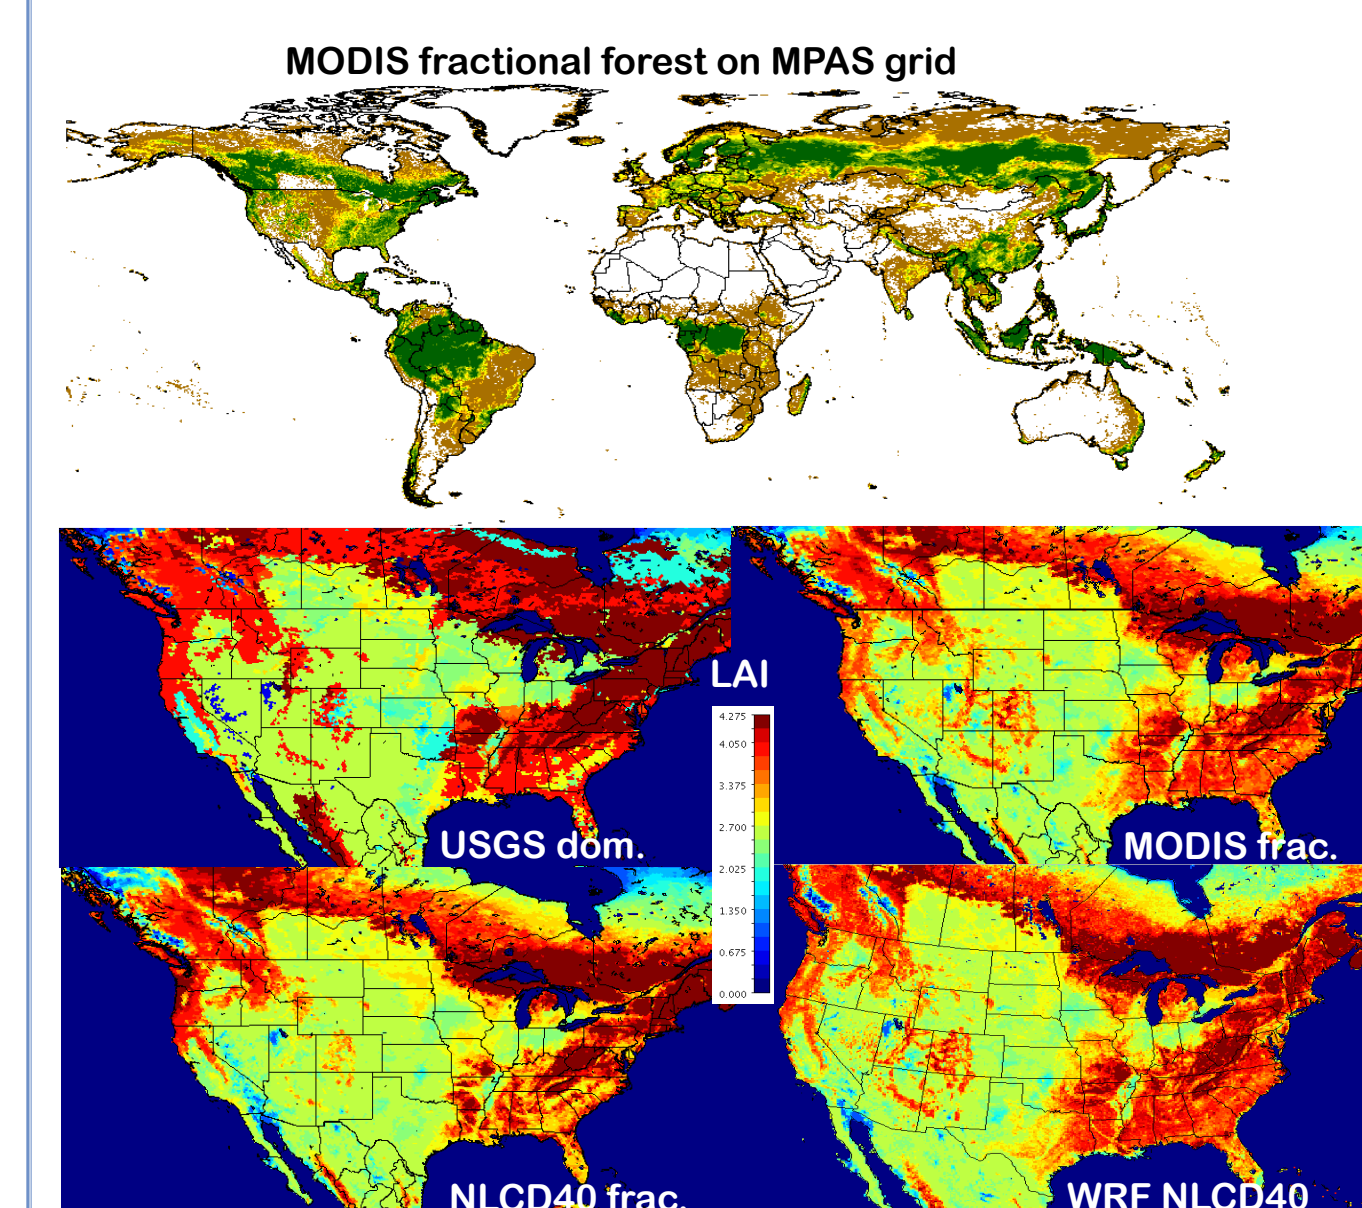 MODIS fractional forest on MPAS grid
LAI
4.275
4.050
3.375
2.700
2.025
1.350
0.675
0.000
USGS dom.
MODIS frac.
NLCD40 frac.
WRF NLCD40